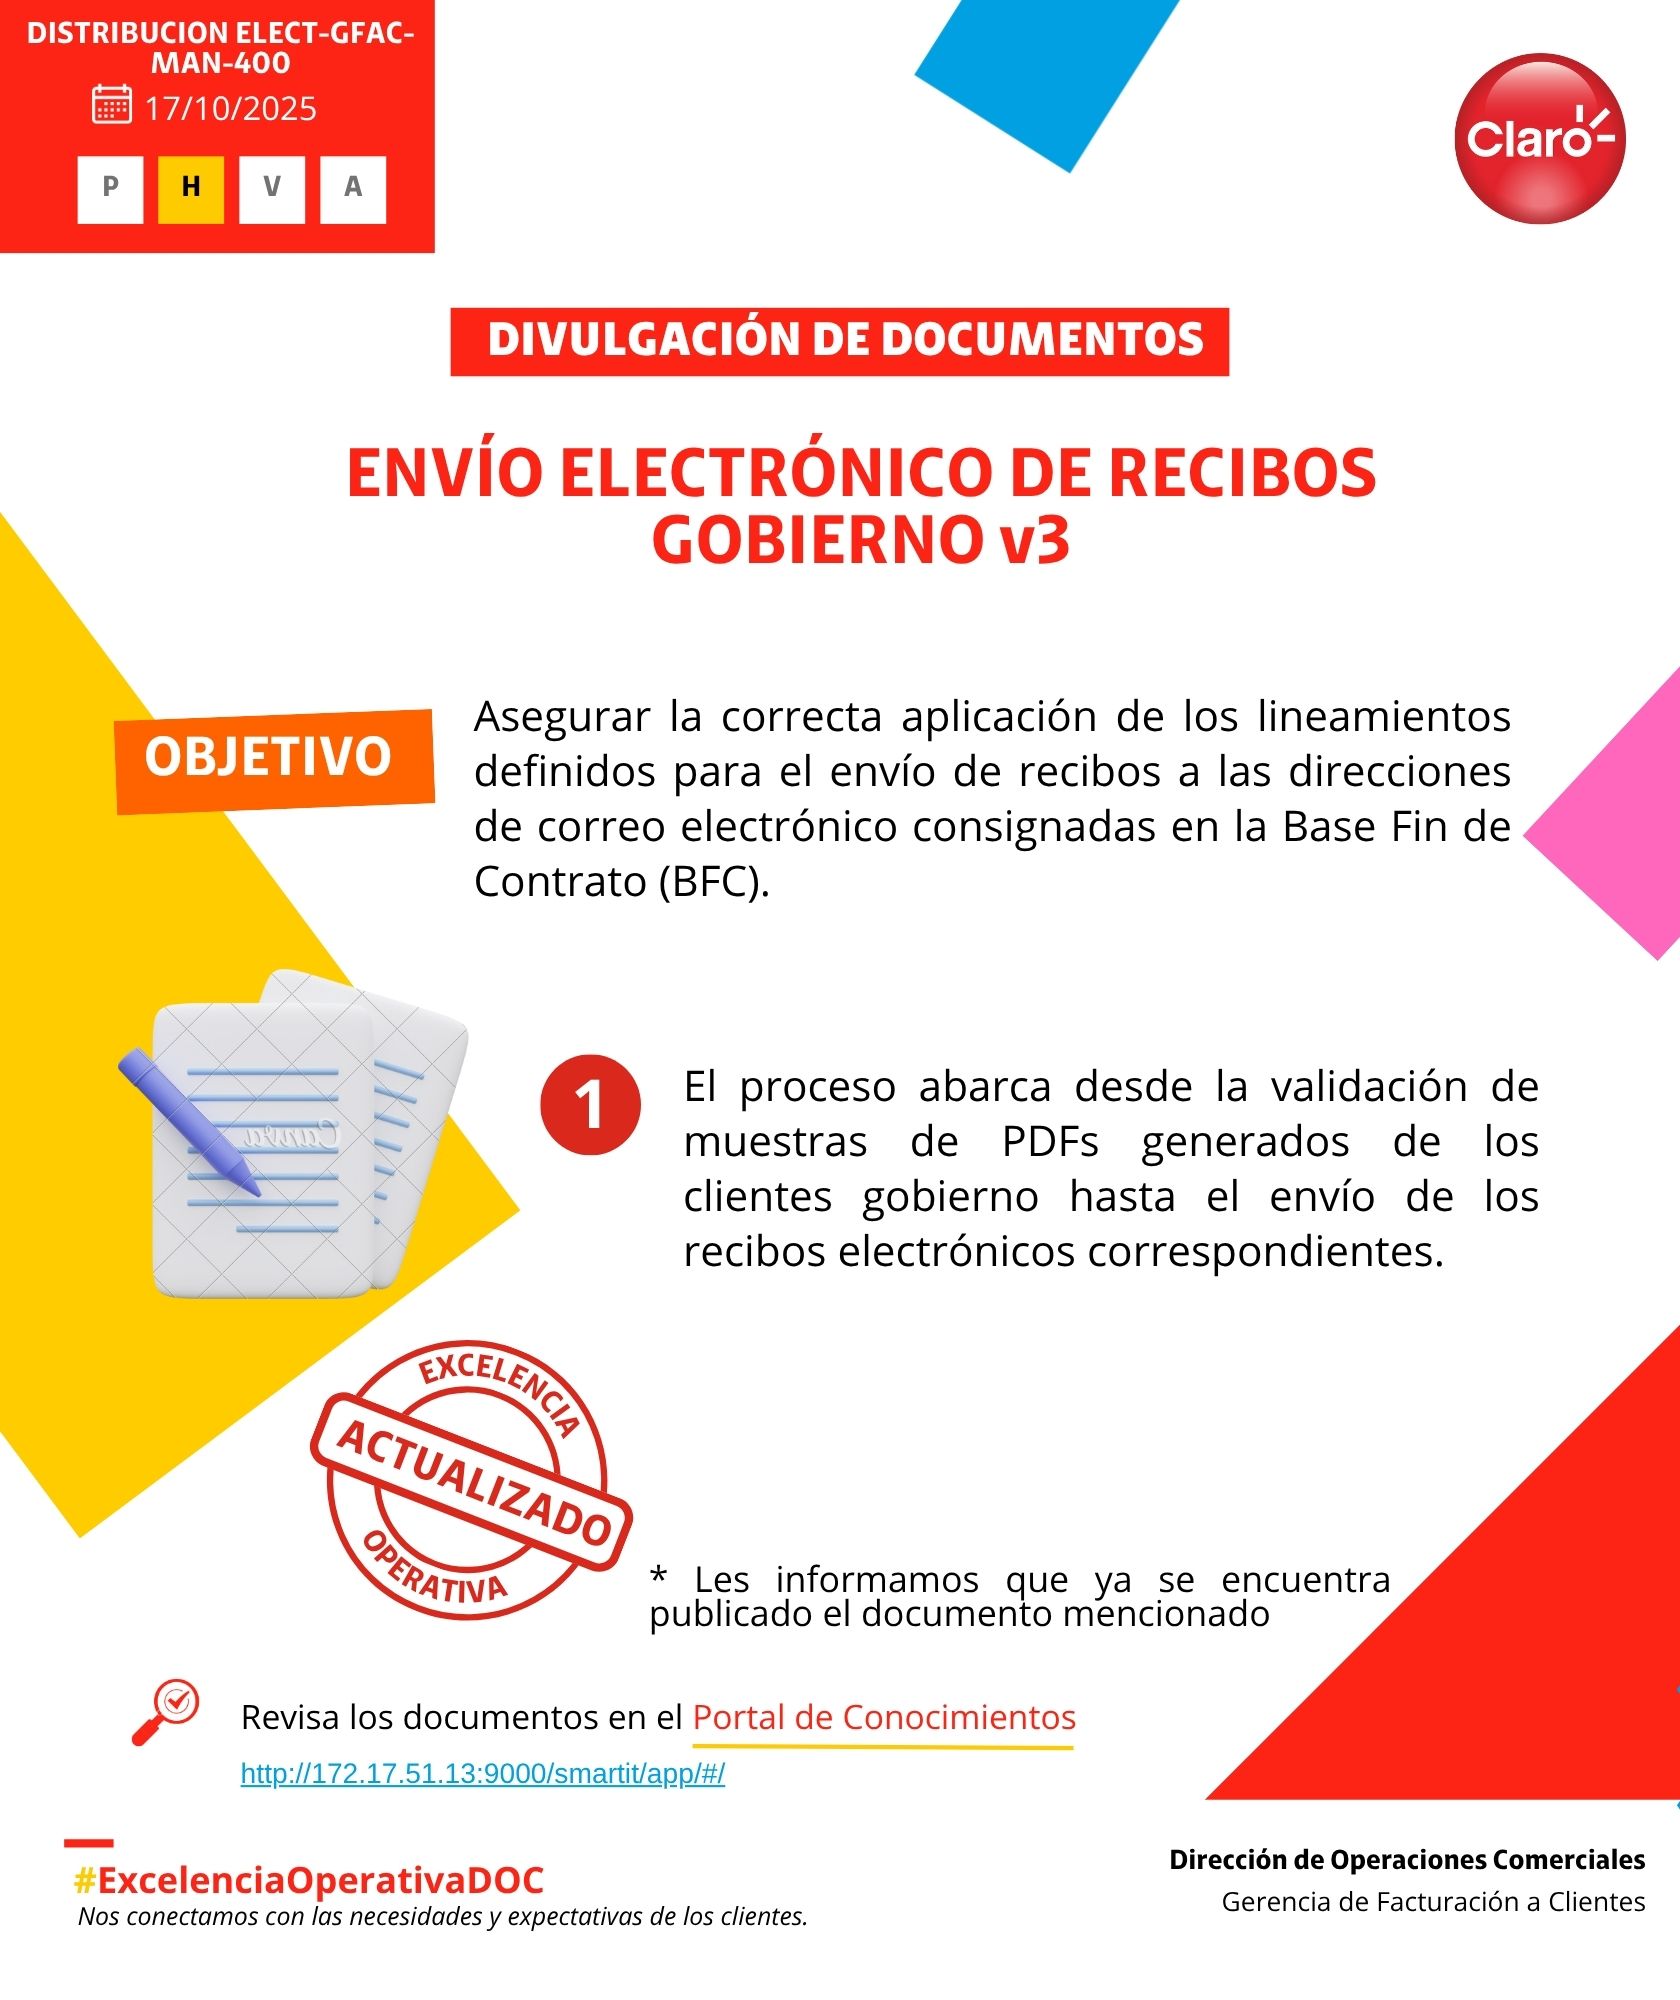 DISTRIBUCION ELECT-GFAC-
MAN-400
17/10/2025
P H V A
Claro
DIVULGACIÓN DE DOCUMENTOS
ENVÍO ELECTRÓNICO DE RECIBOS
GOBIERNO v3
OBJETIVO
Asegurar la correcta aplicación de los lineamientos
definidos para el envío de recibos a las direcciones
de correo electrónico consignadas en la Base Fin de
Contrato (BFC).
Canva
1
El proceso abarca desde la validación de
muestras de PDFs generados de los
clientes gobierno hasta el envío de los
recibos electrónicos correspondientes.
EXCELENCIA
ACTUALIZADO
OPERATIVA
* Les informamos que ya se encuentra
publicado el documento mencionado
Revisa los documentos en el Portal de Conocimientos
http://172.17.51.13:9000/smartit/app/#/
#ExcelenciaOperativaDOC
Nos conectamos con las necesidades y expectativas de los clientes.
Dirección de Operaciones Comerciales
Gerencia de Facturación a Clientes